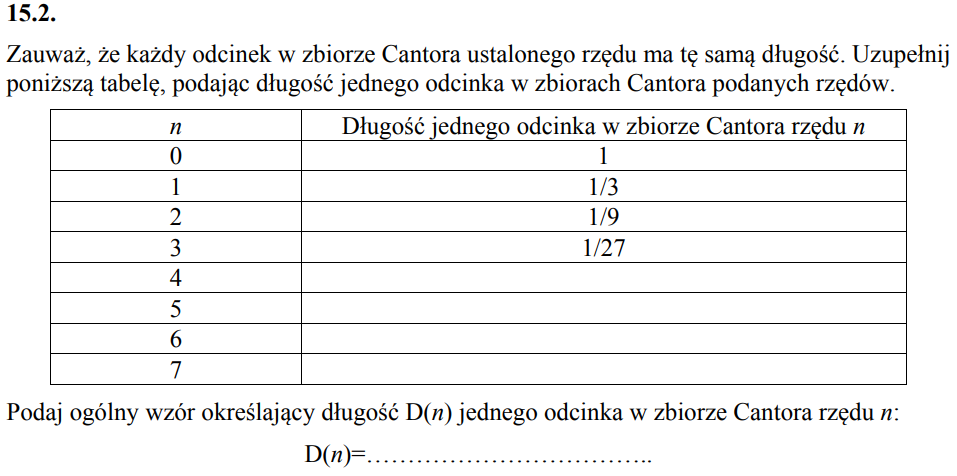 15.2.
Zauważ, że każdy odcinek w zbiorze Cantora ustalonego rzędu ma tę samą długość. Uzupełnij
poniższą tabelę, podając długość jednego odcinka w zbiorach Cantora podanych rzędów.
n Długość jednego odcinka w zbiorze Cantora rzędu n
0 1
1 1/3
2 1/9
3 1/27
4
5
6
7
Podaj ogólny wzór określający długość D(n) jednego odcinka w zbiorze Cantora rzędu n:
D(n)=……………………………..